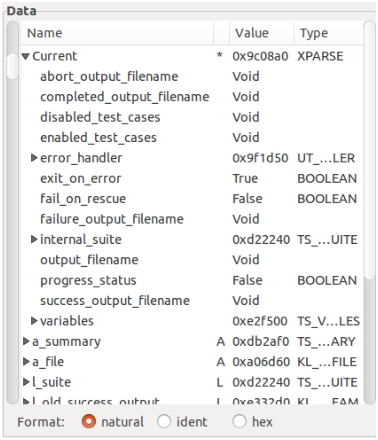 Data
Name Value Type
Current * 0x9c08a0 XPARSE
abort_output_filename Void
completed_output_filename Void
disabled_test_cases Void
enabled_test_cases Void
error_handler 0x9f1d50 UT_...LER
exit_on_error True BOOLEAN
fail_on_rescue False BOOLEAN
failure_output_filename Void
internal_suite 0xd22240 TS_...UITE
output_filename Void
progress_status False BOOLEAN
success_output_filename Void
variables 0xe2f500 TS_V...LES
a_summary A 0xdb2af0 TS_...ARY
a_file A 0xa06d60 KL_...FILE
l_suite L 0xd22240 TS_...UITE
l_old_success_output L 0xe332d0 KL_...EAM
Format: natural ident hex